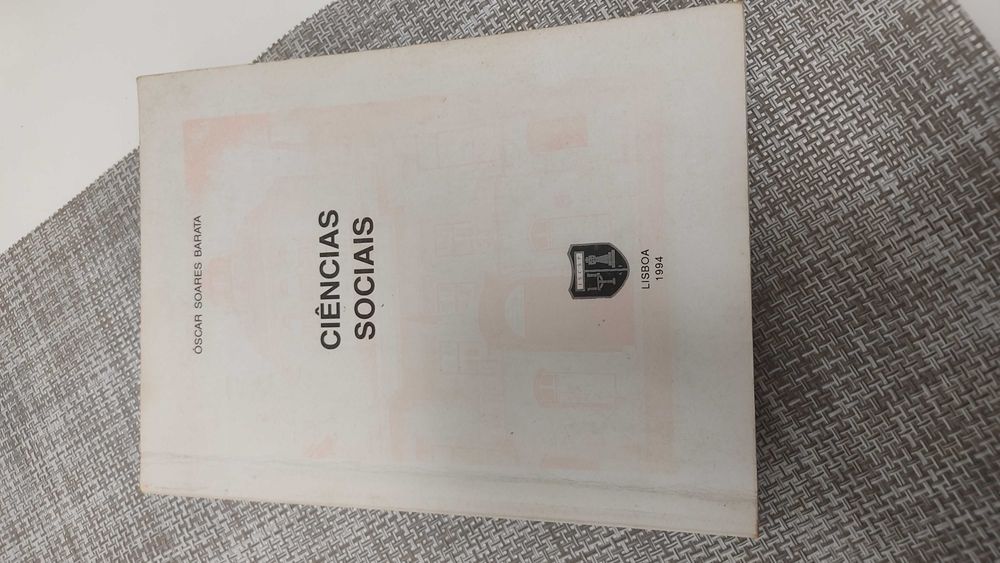 ÓSCAR SOARES BARATA
CIÊNCIAS
SOCIAIS
LISBOA
1994